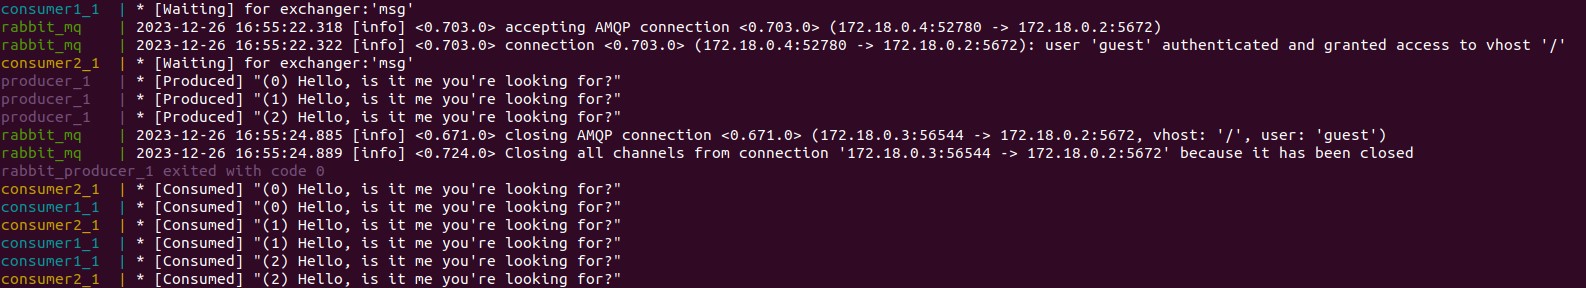 consumer1_1 | * [Waiting] for exchanger:'msg'
rabbit_mq | 2023-12-26 16:55:22.318 [info] <0.703.0> accepting AMQP connection <0.703.0> (172.18.0.4:52780 -> 172.18.0.2:5672)
rabbit_mq | 2023-12-26 16:55:22.322 [info] <0.703.0> connection <0.703.0> (172.18.0.4:52780 -> 172.18.0.2:5672): user 'guest' authenticated and granted access to vhost '/'
consumer2_1 | * [Waiting] for exchanger:'msg'
producer_1 | * [Produced] "(0) Hello, is it me you're looking for?"
producer_1 | * [Produced] "(1) Hello, is it me you're looking for?"
producer_1 | * [Produced] "(2) Hello, is it me you're looking for?"
rabbit_mq | 2023-12-26 16:55:24.885 [info] <0.671.0> closing AMQP connection <0.671.0> (172.18.0.3:56544 -> 172.18.0.2:5672, vhost: '/', user: 'guest')
rabbit_mq | 2023-12-26 16:55:24.889 [info] <0.724.0> Closing all channels from connection '172.18.0.3:56544 -> 172.18.0.2:5672' because it has been closed
rabbit_producer_1 exited with code 0
consumer2_1 | * [Consumed] "(0) Hello, is it me you're looking for?"
consumer1_1 | * [Consumed] "(0) Hello, is it me you're looking for?"
consumer2_1 | * [Consumed] "(1) Hello, is it me you're looking for?"
consumer1_1 | * [Consumed] "(1) Hello, is it me you're looking for?"
consumer1_1 | * [Consumed] "(2) Hello, is it me you're looking for?"
consumer2_1 | * [Consumed] "(2) Hello, is it me you're looking for?"